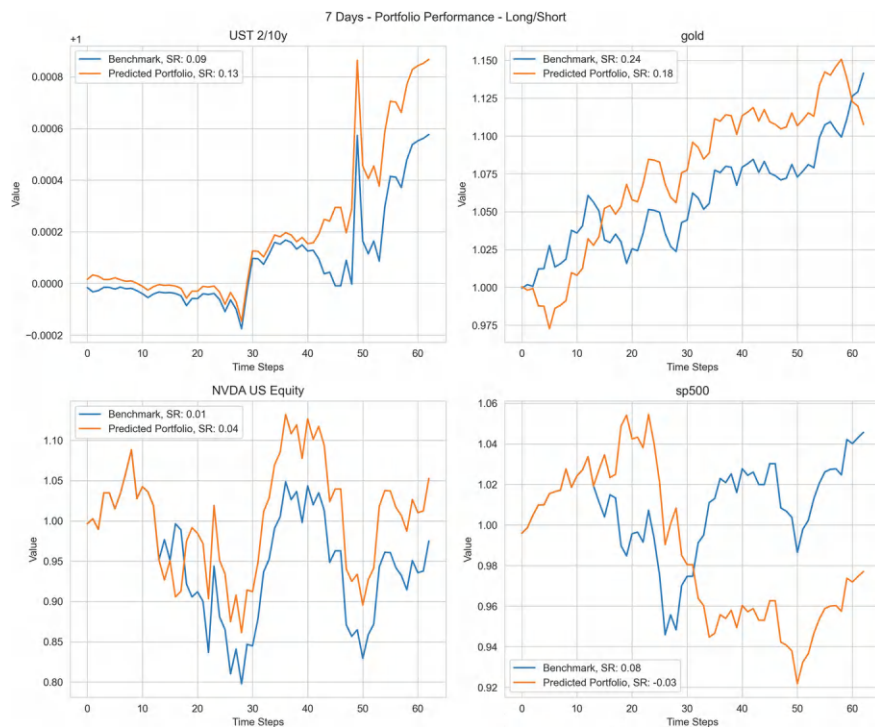 7 Days - Portfolio Performance - Long/Short
UST 2/10y
+1
Benchmark, SR: 0.09
Predicted Portfolio, SR: 0.13
0.0008
0.0006
0.0004
0.0002
0.0000
−0.0002
Value
0 10 20 30 40 50 60
Time Steps
gold
Benchmark, SR: 0.24
Predicted Portfolio, SR: 0.18
1.150
1.125
1.100
1.075
1.050
1.025
1.000
0.975
Value
0 10 20 30 40 50 60
Time Steps
NVDA US Equity
Benchmark, SR: 0.01
Predicted Portfolio, SR: 0.04
1.10
1.05
1.00
0.95
0.90
0.85
0.80
Value
0 10 20 30 40 50 60
Time Steps
sp500
1.06
1.04
1.02
1.00
0.98
0.96
0.94
0.92
Value
Benchmark, SR: 0.08
Predicted Portfolio, SR: -0.03
0 10 20 30 40 50 60
Time Steps